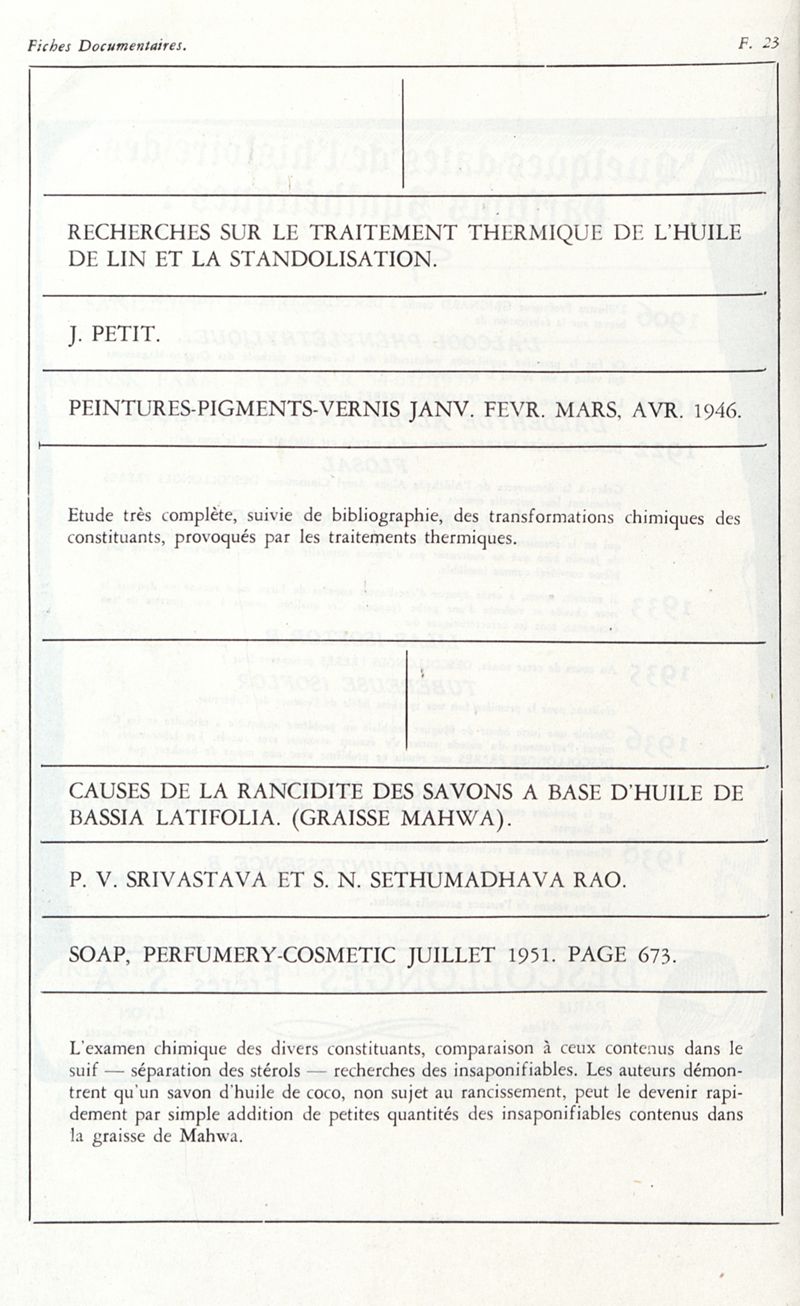 Fiches Documentaires. F. 23
RECHERCHES SUR LE TRAITEMENT THERMIQUE DE L'HUILE
DE LIN ET LA STANDOLISATION.
J. PETIT.
PEINTURES-PIGMENTS-VERNIS JANV. FEVR. MARS, AVR. 1946.
Etude très complète, suivie de bibliographie, des transformations chimiques des
constituants, provoqués par les traitements thermiques.
CAUSES DE LA RANCIDITE DES SAVONS A BASE D'HUILE DE
BASSIA LATIFOLIA. (GRAISSE MAHWA).
P. V. SRIVASTAVA ET S. N. SETHUMADHAVA RAO.
SOAP, PERFUMERY-COSMETIC JUILLET 1951. PAGE 673.
L'examen chimique des divers constituants, comparaison à ceux contenus dans le
suif — séparation des stérols — recherches des insaponifiables. Les auteurs démon-
trent qu'un savon d'huile de coco, non sujet au rancissement, peut le devenir rapi-
dement par simple addition de petites quantités des insaponifiables contenus dans
la graisse de Mahwa.